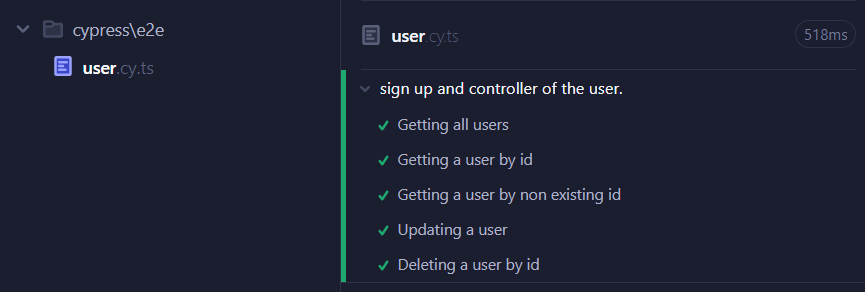 cypress\e2e
user.cy.ts
user.cy.ts
518ms
sign up and controller of the user.
Getting all users
Getting a user by id
Getting a user by non existing id
Updating a user
Deleting a user by id